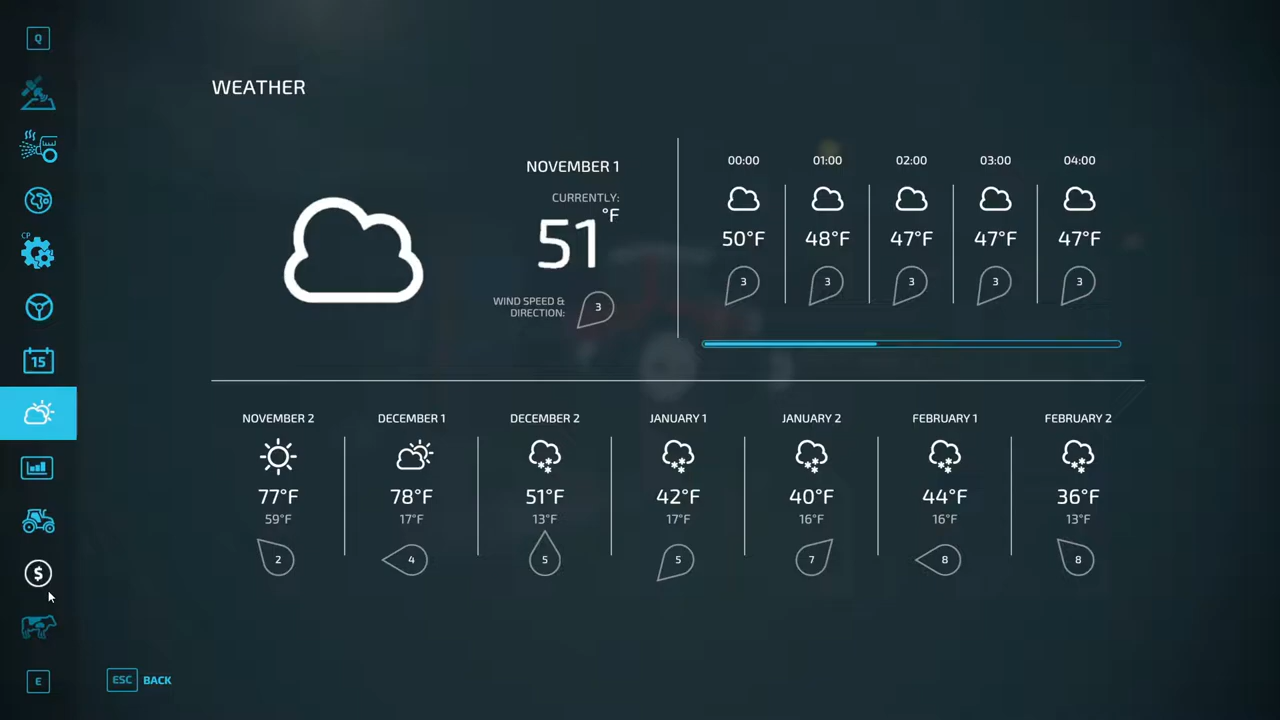 Q
WEATHER
NOVEMBER 1
CURRENTLY:
51 °F
WIND SPEED &
DIRECTION:
3
00:00 01:00 02:00 03:00 04:00
50°F 48°F 47°F 47°F 47°F
3 3 3 3 3
CP
15
NOVEMBER 2 DECEMBER 1 DECEMBER 2 JANUARY 1 JANUARY 2 FEBRUARY 1 FEBRUARY 2
77°F 78°F 51°F 42°F 40°F 44°F 36°F
59°F 17°F 13°F 17°F 16°F 16°F 13°F
2 4 5 5 7 8 8
$
E
ESC BACK